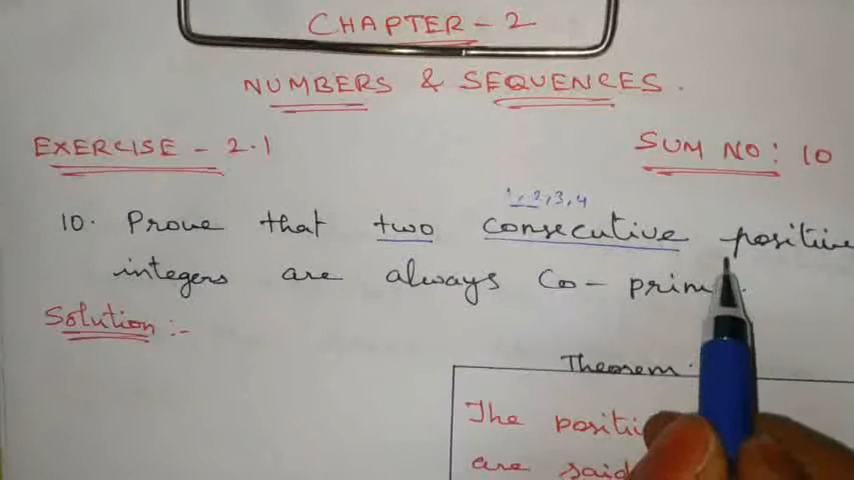 CHAPTER - 2
NUMBERS & SEQUENCES.
EXERCISE - 2.1
SUM NO: 10
1, 2, 3, 4
10. Prove that two consecutive positive
integers are always Co-prim
Solution :-
Theorem.
The positi
are said